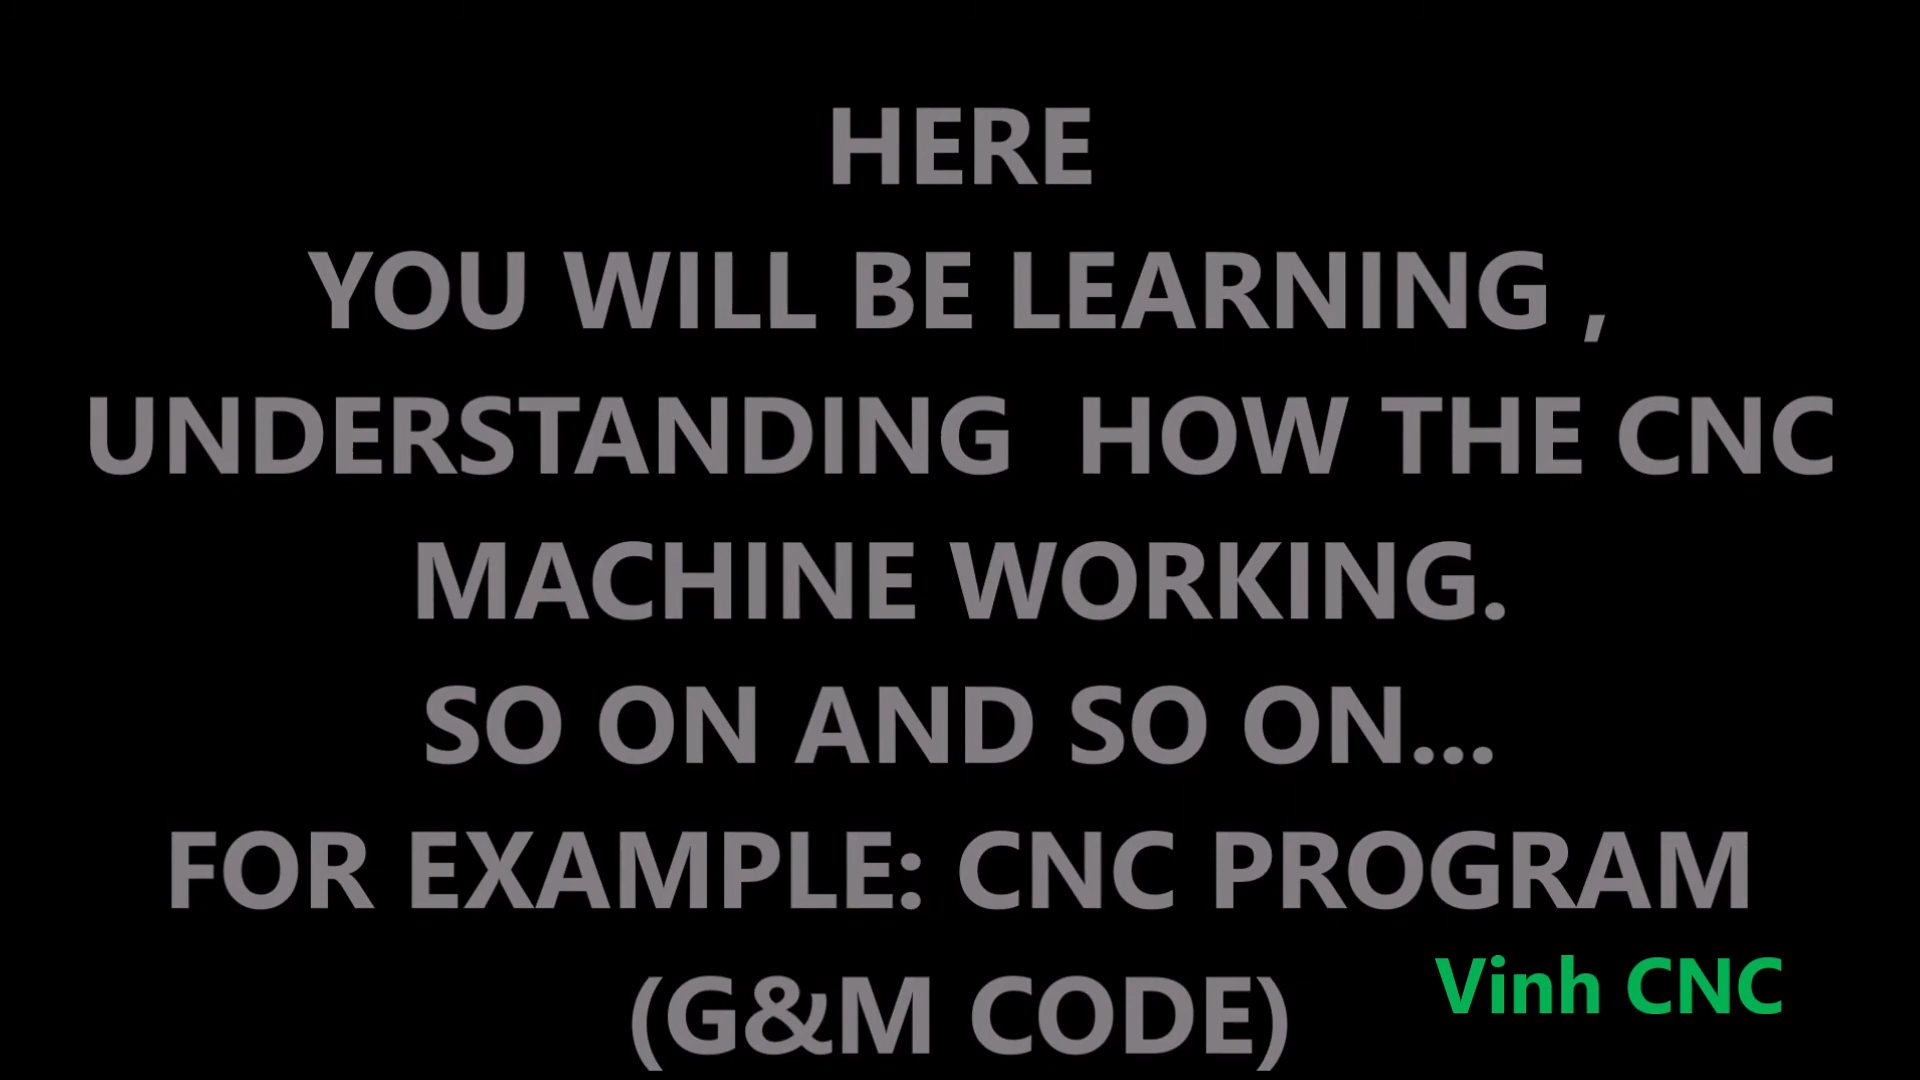 HERE
YOU WILL BE LEARNING ,
UNDERSTANDING  HOW THE CNC
MACHINE WORKING.
SO ON AND SO ON...
FOR EXAMPLE: CNC PROGRAM
(G&M CODE)
Vinh CNC